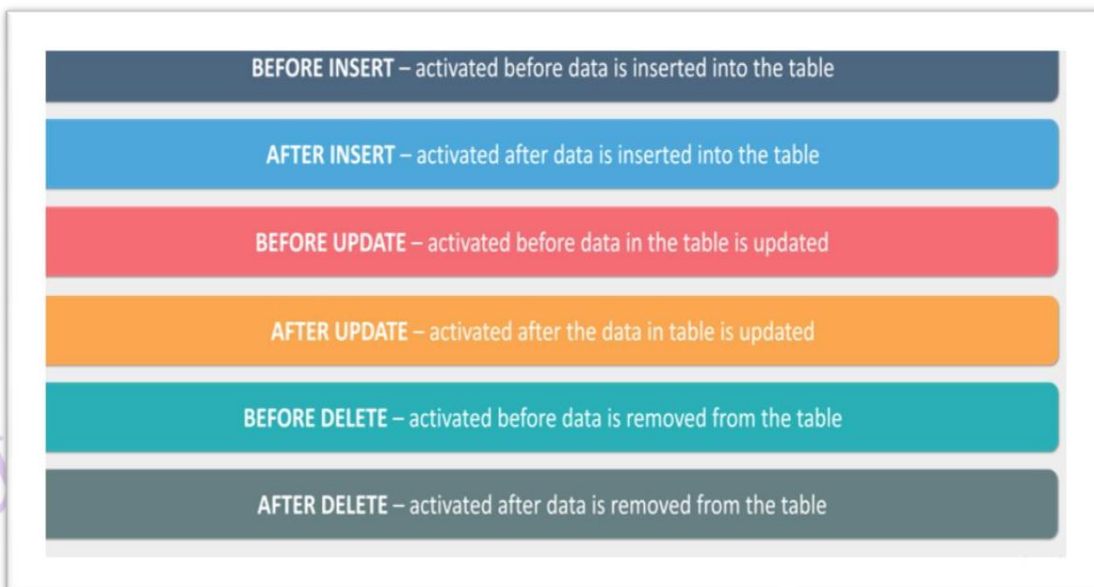 BEFORE INSERT – activated before data is inserted into the table
AFTER INSERT – activated after data is inserted into the table
BEFORE UPDATE – activated before data in the table is updated
AFTER UPDATE – activated after the data in table is updated
BEFORE DELETE – activated before data is removed from the table
AFTER DELETE – activated after data is removed from the table